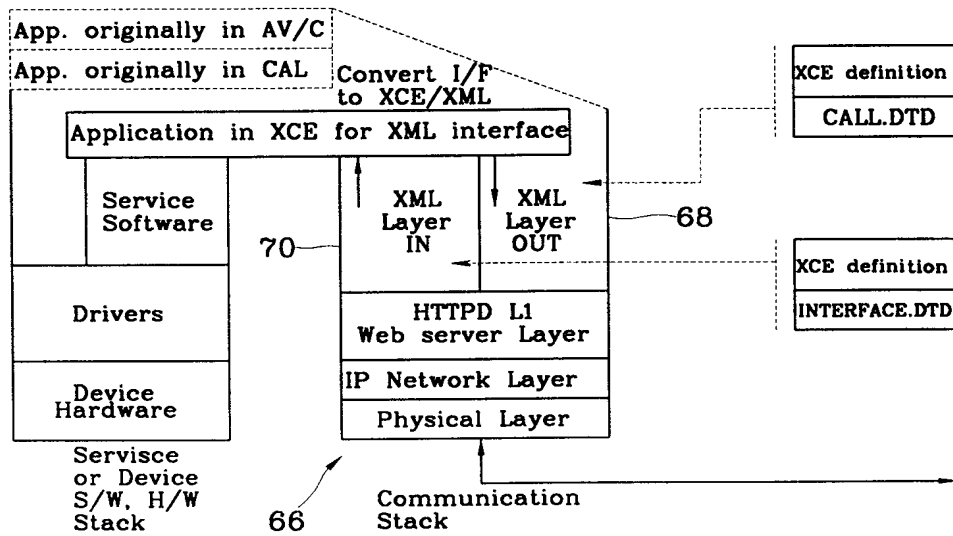 App. originally in AV/C
App. originally in CAL
Convert I/F
to XCE/XML
Application in XCE for XML interface
Service
Software
Drivers
Device
Hardware
Servisce
or Device
S/W, H/W
Stack
XML
Layer
IN
XML
Layer
OUT
70
68
HTTPD L1
Web server Layer
IP Network Layer
Physical Layer
66
Communication
Stack
XCE definition
CALL.DTD
XCE definition
INTERFACE.DTD